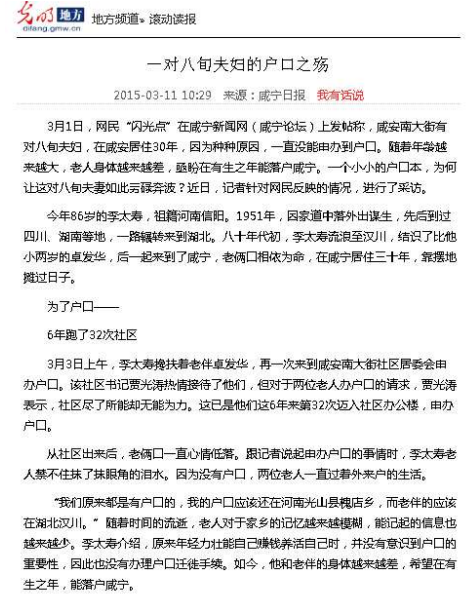 光明 地方 地方频道» 滚动读报
difang.gmw.cn
一对八旬夫妇的户口之殇
2015-03-11 10:29 来源:咸宁日报 我有话说
3月1日,网民“闪光点”在咸宁新闻网(咸宁论坛)上发帖称,咸安南大街有
对八旬夫妇,在咸安居住30年,因为种种原因,一直没能申办到户口。随着年龄越
来越大,老人身体越来越差,亟盼在有生之年能落户咸宁。一个小小的户口本,为何
让这对八旬夫妻如此忙碌奔波?近日,记者针对网民反映的情况,进行了采访。
今年86岁的李太寿,祖籍河南信阳。1951年,因家道中落外出谋生,先后到过
四川、湖南等地,一路辗转来到湖北。八十年代初,李太寿流浪至汉川,结识了比他
小两岁的卓发华,后一起来到了咸宁,老俩口相依为命,在咸宁居住三十年,靠摆地
摊过日子。
为了户口——
6年跑了32次社区
3月3日上午,李太寿搀扶着老伴卓发华,再一次来到咸安南大街社区居委会申
办户口。该社区书记贾光涛热情接待了他们,但对于两位老人办户口的请求,贾光涛
表示,社区尽了所能却无能为力。这已是他们这6年来第32次迈入社区办公楼,申办
户口。
从社区出来后,老俩口一直心情低落。跟记者说起申办户口的事情时,李太寿老
人禁不住抹了抹眼角的泪水。因为没有户口,两位老人一直过着外来户的生活。
“我们原来都是有户口的,我的户口应该还在河南光山县槐店乡,而老伴的应该
在湖北汉川。”随着时间的流逝,老人对于家乡的记忆越来越模糊,能记起的信息也
越来越少。李太寿介绍,原来年轻力壮能自己赚钱养活自己时,并没有意识到户口的
重要性,因此也没有办理户口迁徙手续。如今,他和老伴的身体越来越差,希望在有
生之年,能落户咸宁。